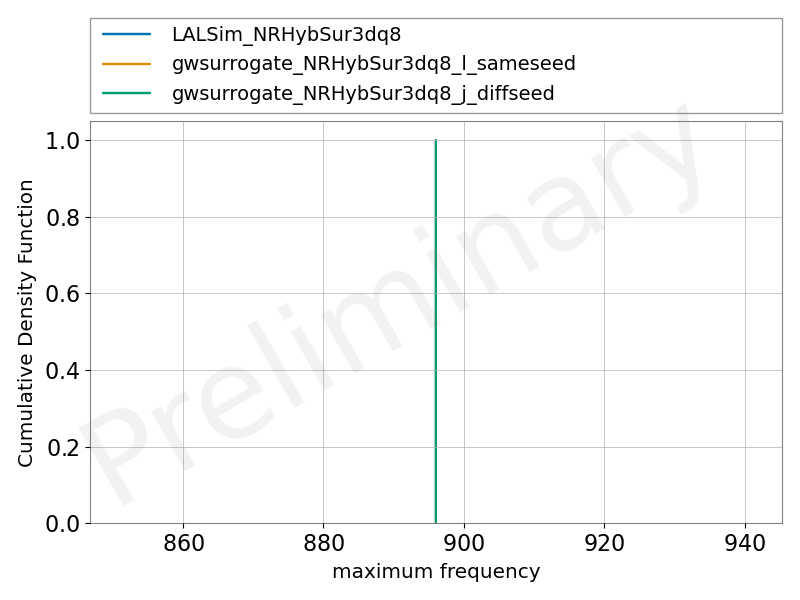 LALSim_NRHybSur3dq8
gwsurrogate_NRHybSur3dq8_l_sameseed
gwsurrogate_NRHybSur3dq8_j_diffseed
Preliminary
1.0
0.8
0.6
0.4
0.2
0.0
Cumulative Density Function
860 880 900 920 940
maximum frequency